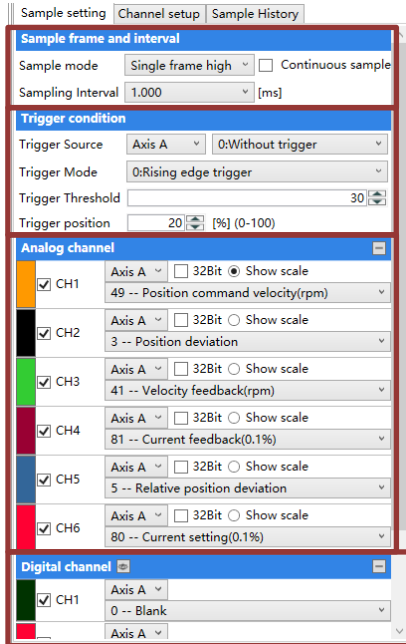 Sample setting Channel setup Sample History
Sample frame and interval
Sample mode Single frame high Continuous sample
Sampling Interval 1.000 [ms]
Trigger condition
Trigger Source Axis A 0:Without trigger
Trigger Mode 0:Rising edge trigger
Trigger Threshold 30
Trigger position 20 [%] (0-100)
Analog channel
Axis A 32Bit Show scale
CH1
49 -- Position command velocity(rpm)
Axis A 32Bit Show scale
CH2
3 -- Position deviation
Axis A 32Bit Show scale
CH3
41 -- Velocity feedback(rpm)
Axis A 32Bit Show scale
CH4
81 -- Current feedback(0.1%)
Axis A 32Bit Show scale
CH5
5 -- Relative position deviation
Axis A 32Bit Show scale
CH6
80 -- Current setting(0.1%)
Digital channel
Axis A
CH1
0 -- Blank
Axis A